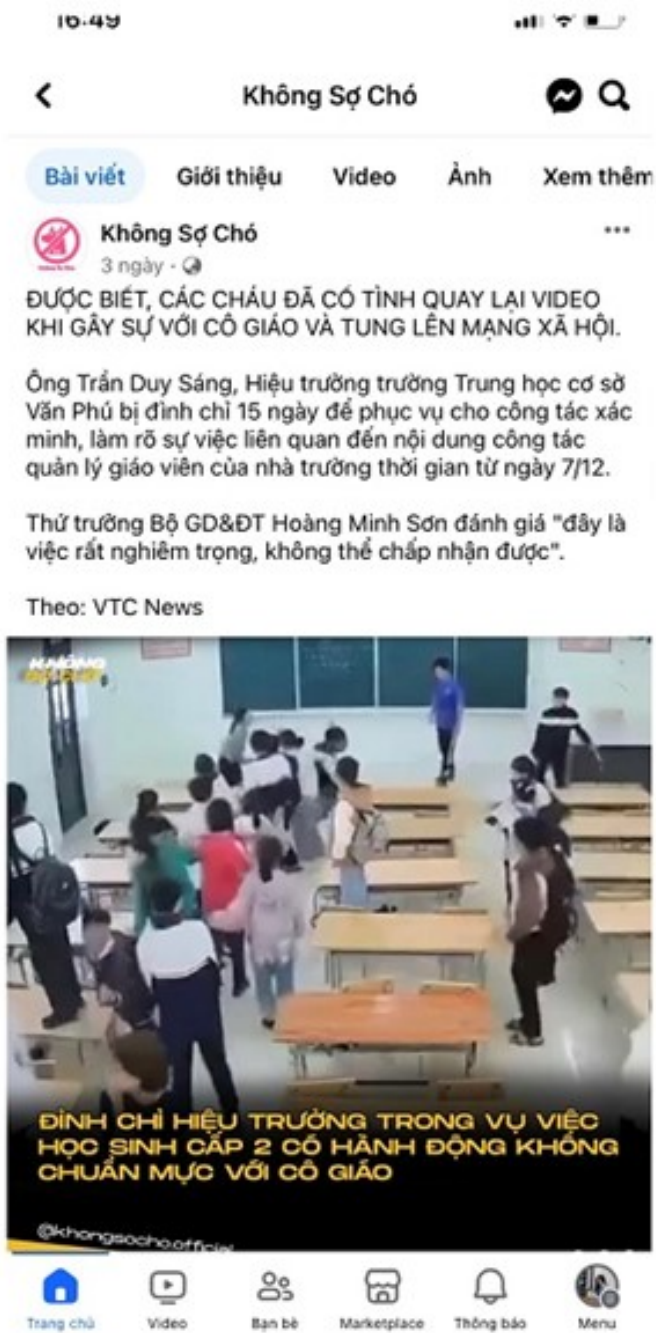 16:49
Không Sợ Chó
Bài viết
Giới thiệu
Video
Ảnh
Xem thêm
Không Sợ Chó
3 ngày
ĐƯỢC BIẾT, CÁC CHÁU ĐÃ CỐ TÌNH QUAY LẠI VIDEO
KHI GÂY SỰ VỚI CÔ GIÁO VÀ TUNG LÊN MẠNG XÃ HỘI.
Ông Trần Duy Sáng, Hiệu trường trường Trung học cơ sở
Văn Phú bị đình chỉ 15 ngày để phục vụ cho công tác xác
minh, làm rõ sự việc liên quan đến nội dung công tác
quản lý giáo viên của nhà trường thời gian từ ngày 7/12.
Thứ trưởng Bộ GD&ĐT Hoàng Minh Sơn đánh giá "đây là
việc rất nghiêm trọng, không thể chấp nhận được".
Theo: VTC News
KHÔNG
SỢ CHÓ
ĐÌNH CHỈ HIỆU TRƯỞNG TRONG VỤ VIỆC
HỌC SINH CẤP 2 CÓ HÀNH ĐỘNG KHÔNG
CHUẨN MỰC VỚI CÔ GIÁO
@khongsocho.official
Trang chủ
Video
Bạn bè
Marketplace
Thông báo
Menu